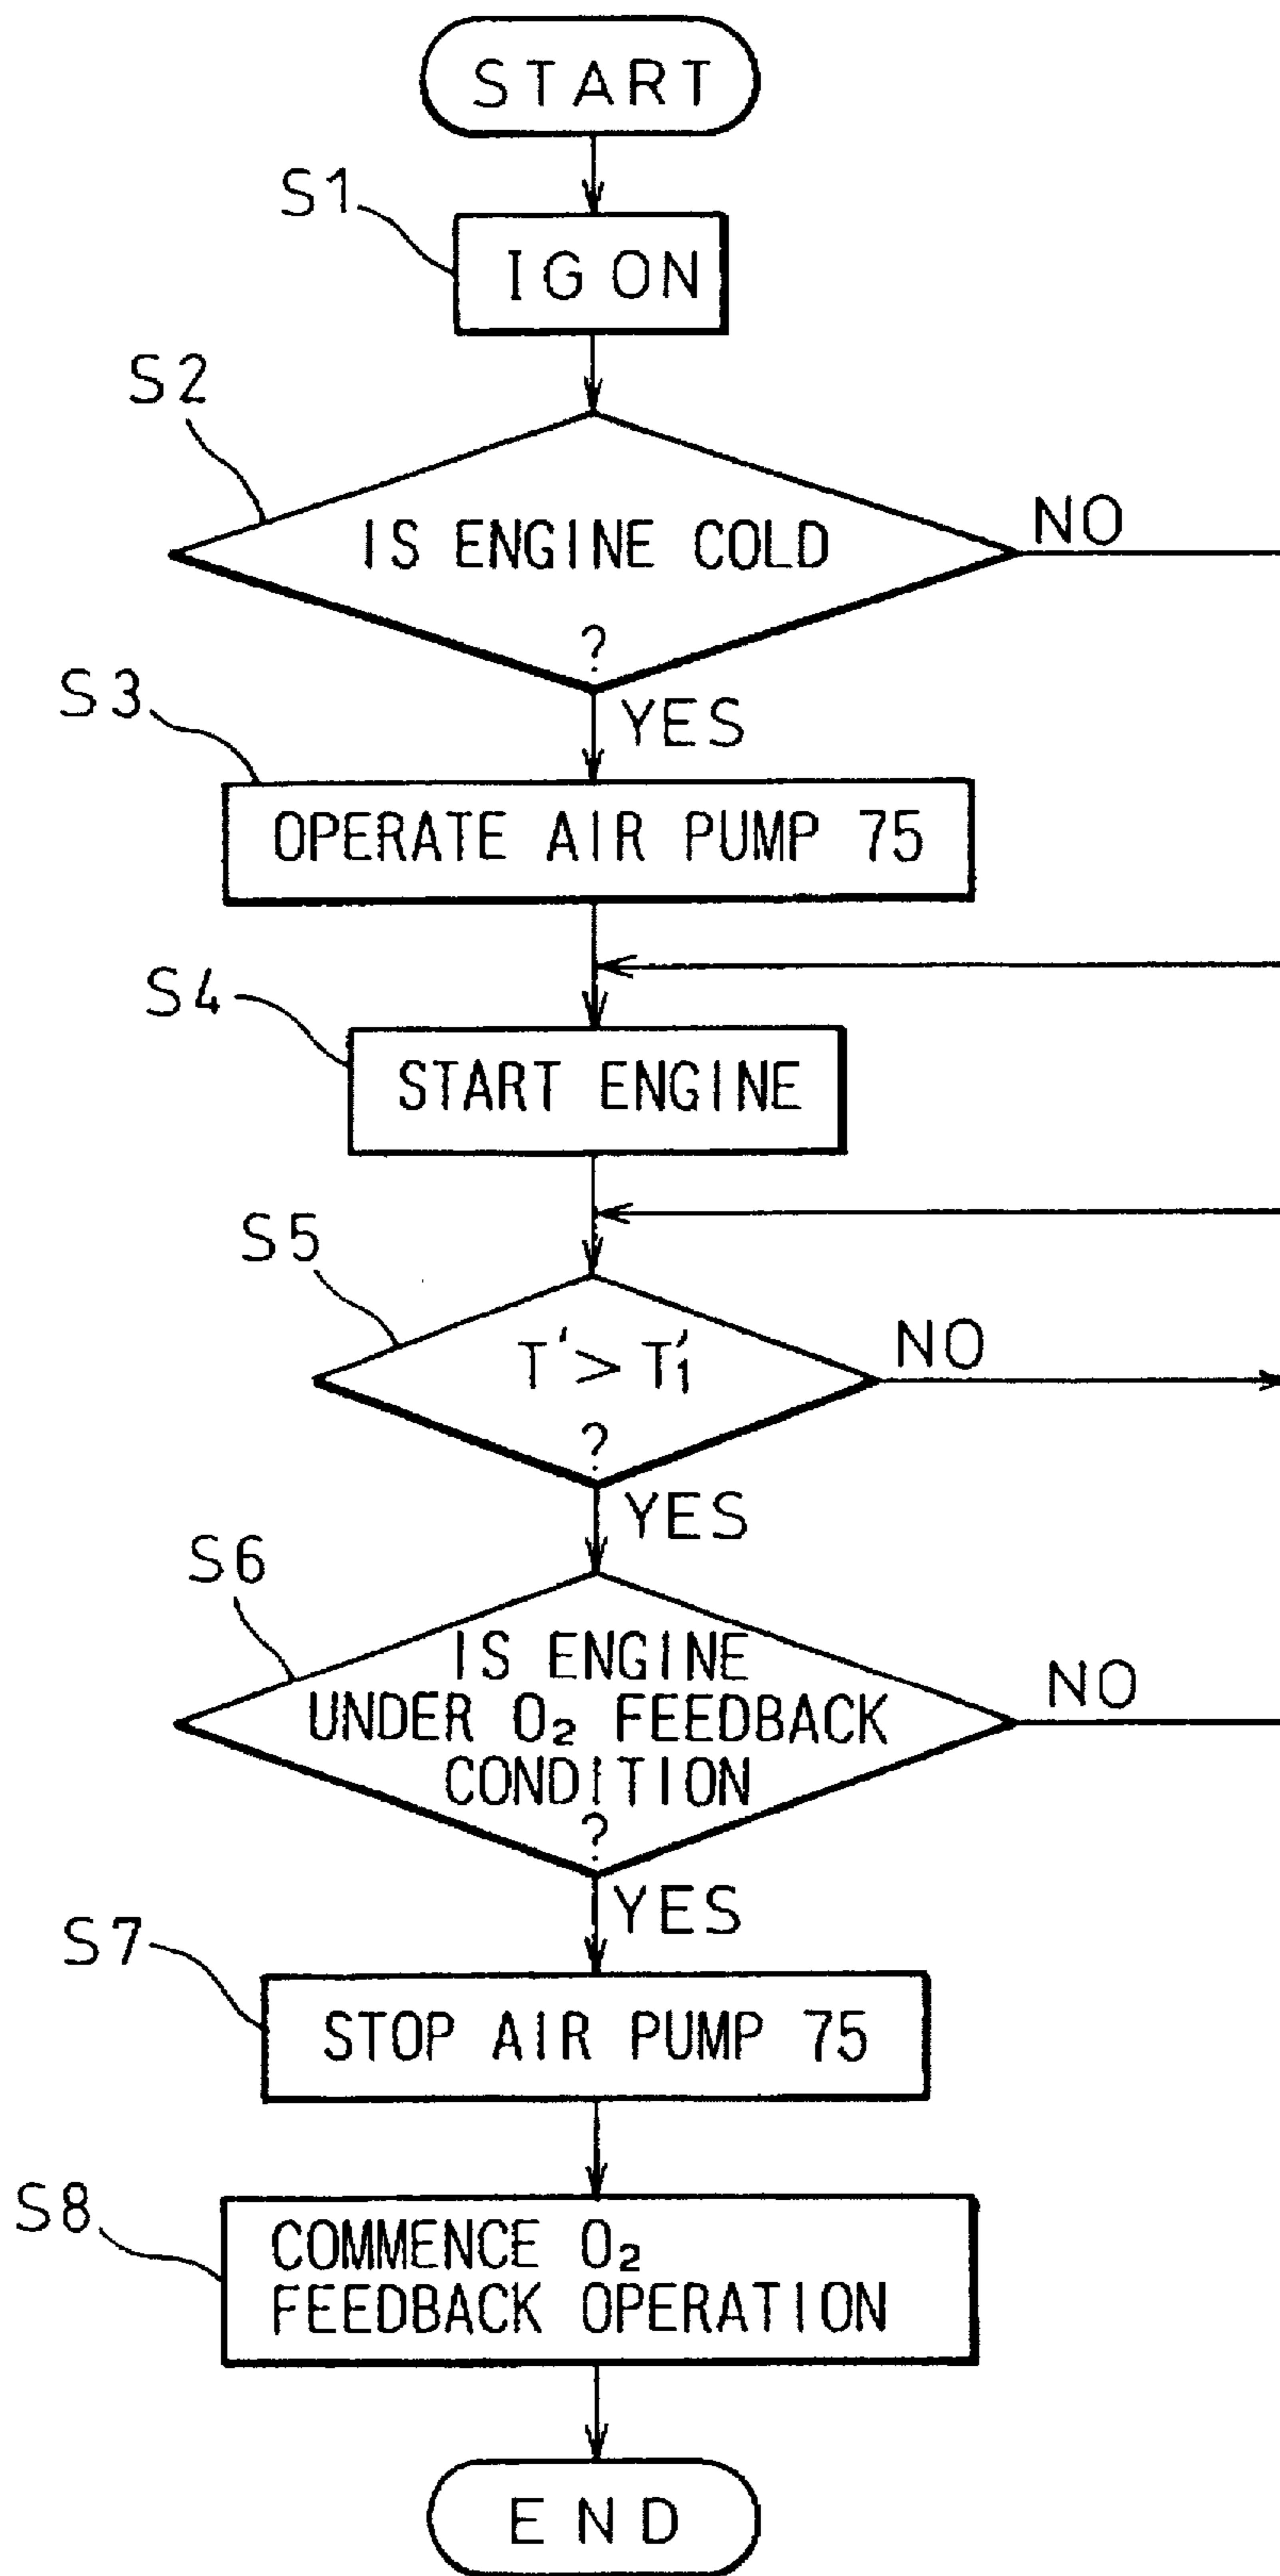 START
S1
IG ON
S2
IS ENGINE COLD
?
NO
YES
S3
OPERATE AIR PUMP 75
S4
START ENGINE
S5
T' > T'₁
?
NO
YES
S6
IS ENGINE
UNDER O₂ FEEDBACK
CONDITION
?
NO
YES
S7
STOP AIR PUMP 75
S8
COMMENCE O₂
FEEDBACK OPERATION
END